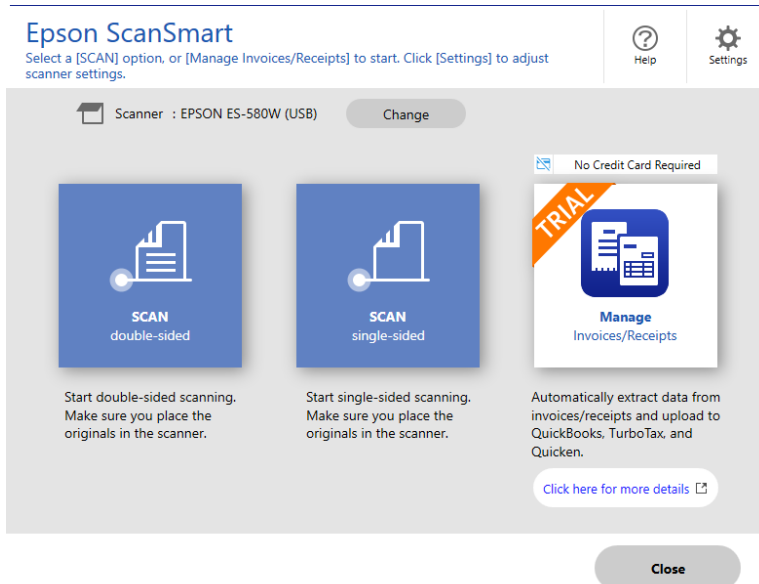 Epson ScanSmart
Select a [SCAN] option, or [Manage Invoices/Receipts] to start. Click [Settings] to adjust
scanner settings.
Help
Settings
Scanner : EPSON ES-580W (USB)
Change
No Credit Card Required
SCAN
double-sided
SCAN
single-sided
TRIAL
Manage
Invoices/Receipts
Start double-sided scanning.
Make sure you place the
originals in the scanner.
Start single-sided scanning.
Make sure you place the
originals in the scanner.
Automatically extract data from
invoices/receipts and upload to
QuickBooks, TurboTax, and
Quicken.
Click here for more details
Close